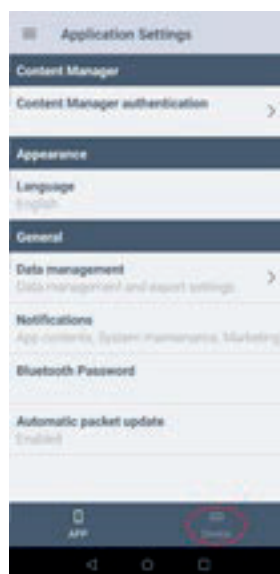 Application Settings
Content Manager
Content Manager authentication
Appearance
Language
English
General
Data management
Data management and export settings
Notifications
App contents, System maintenance, Marketing
Bluetooth Password
Automatic packet update
Enabled
APP
Device